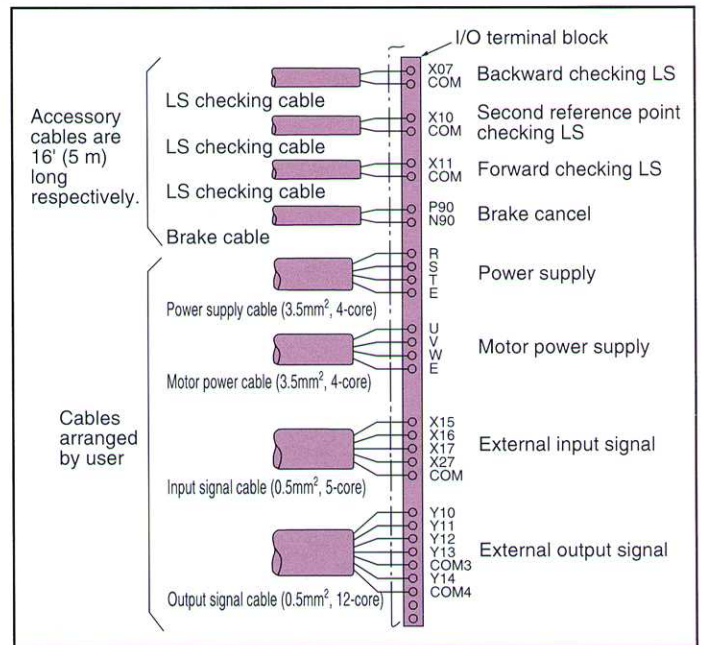 I/O terminal block
Accessory
cables are
16' (5 m)
long
respectively.
LS checking cable
X07
COM
Backward checking LS
LS checking cable
X10
COM
Second reference point
checking LS
LS checking cable
X11
COM
Forward checking LS
Brake cable
P90
N90
Brake cancel
Cables
arranged
by user
Power supply cable (3.5mm², 4-core)
R
S
T
E
Power supply
Motor power cable (3.5mm², 4-core)
U
V
W
E
Motor power supply
Input signal cable (0.5mm², 5-core)
X15
X16
X17
X27
COM
External input signal
Output signal cable (0.5mm², 12-core)
Y10
Y11
Y12
Y13
COM3
Y14
COM4
External output signal